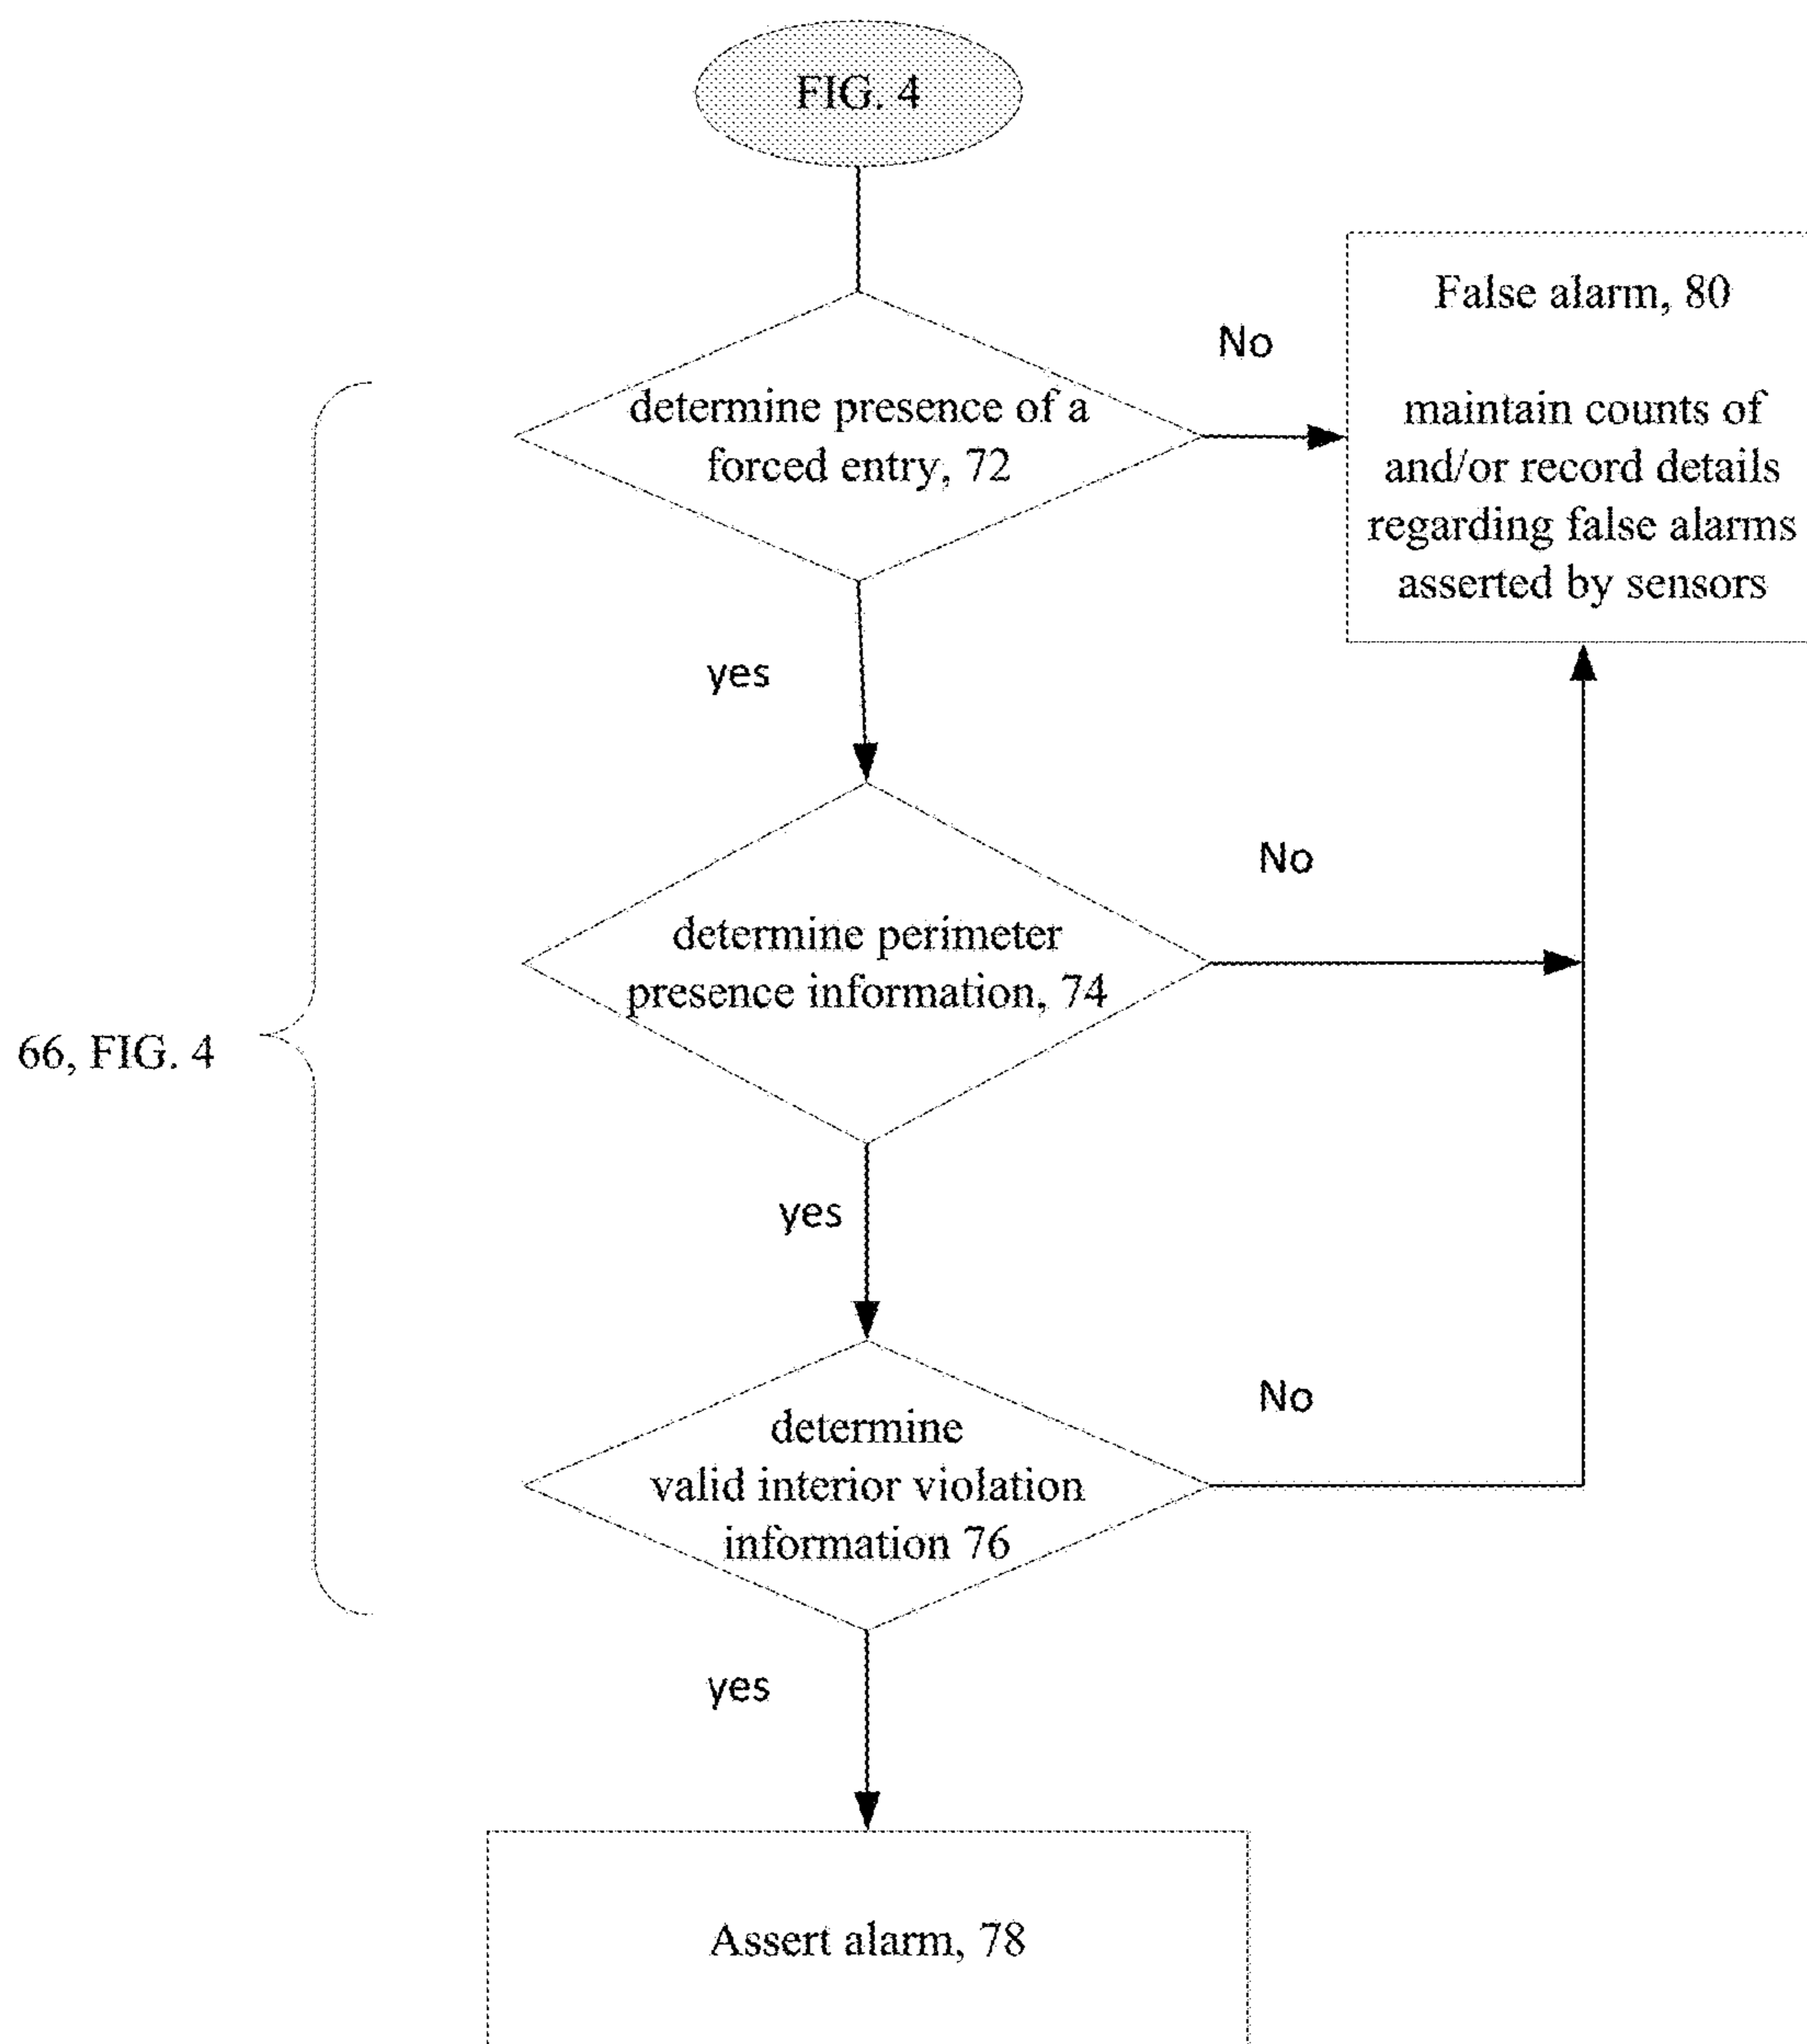 FIG. 4
No
False alarm, 80
maintain counts of
and/or record details
regarding false alarms
asserted by sensors
determine presence of a
forced entry, 72
yes
No
determine perimeter
presence information, 74
66, FIG. 4
yes
No
determine
valid interior violation
information 76
yes
Assert alarm, 78